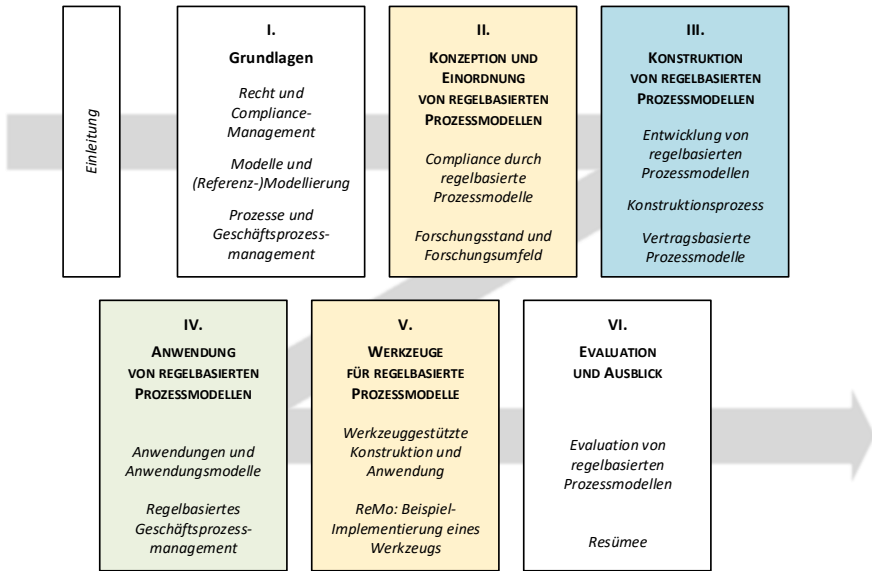 Einleitung
I.
Grundlagen
Recht und
Compliance-
Management
Modelle und
(Referenz-)Modellierung
Prozesse und
Geschäftsprozess-
management
II.
KONZEPTION UND
EINORDNUNG
VON REGELBASIERTEN
PROZESSMODELLEN
Compliance durch
regelbasierte
Prozessmodelle
Forschungsstand und
Forschungsumfeld
III.
KONSTRUKTION
VON REGELBASIERTEN
PROZESSMODELLEN
Entwicklung von
regelbasierten
Prozessmodellen
Konstruktionsprozess
Vertragsbasierte
Prozessmodelle
IV.
ANWENDUNG
VON REGELBASIERTEN
PROZESSMODELLEN
Anwendungen und
Anwendungsmodelle
Regelbasiertes
Geschäftsprozess-
management
V.
WERKZEUGE
FÜR REGELBASIERTE
PROZESSMODELLE
Werkzeuggestützte
Konstruktion und
Anwendung
ReMo: Beispiel-
Implementierung eines
Werkzeugs
VI.
EVALUATION
UND AUSBLICK
Evaluation von
regelbasierten
Prozessmodellen
Resümee